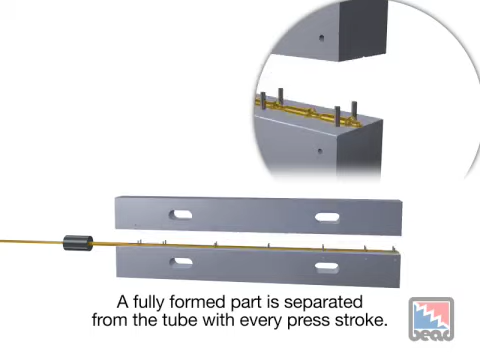 A fully formed part is separated
from the tube with every press stroke.
bead